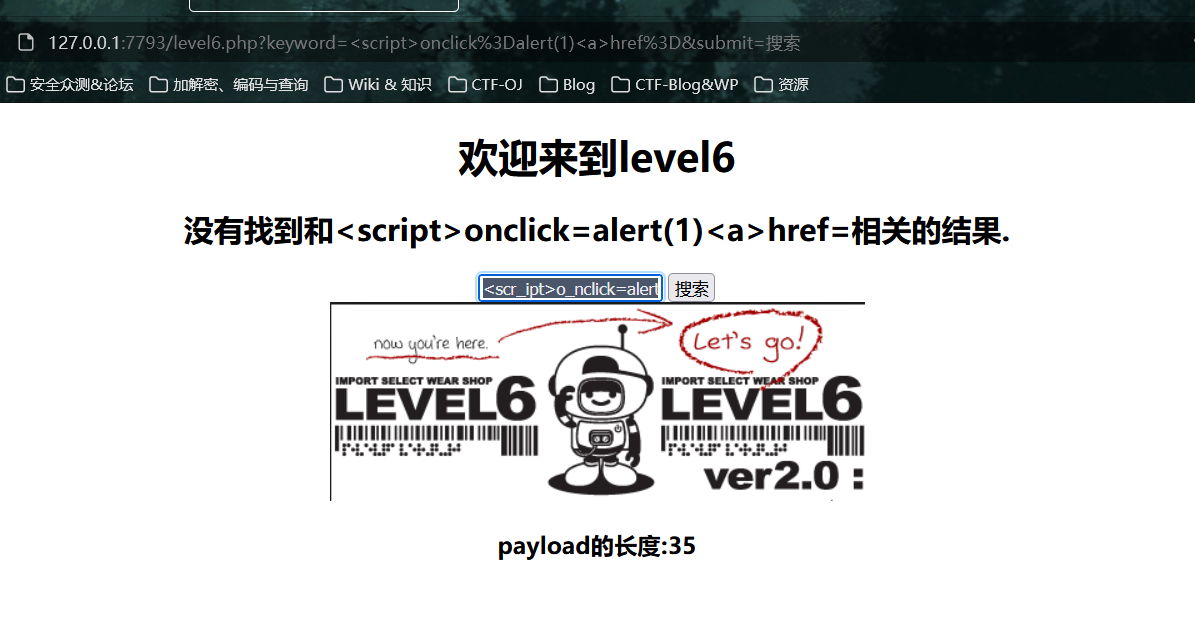 127.0.0.1:7793/level6.php?keyword=<script>onclick%3Dalert(1)<a>href%3D&submit=搜索
安全众测&论坛 加解密、编码与查询 Wiki & 知识 CTF-OJ Blog CTF-Blog&WP 资源
欢迎来到level6
没有找到和<script>onclick=alert(1)<a>href=相关的结果.
<scr_ipt>o_nclick=alert 搜索
now you're here. Let's go!
IMPORT SELECT WEAR SHOP IMPORT SELECT WEAR SHOP
LEVEL6 LEVEL6
ver2.0 :
payload的长度:35